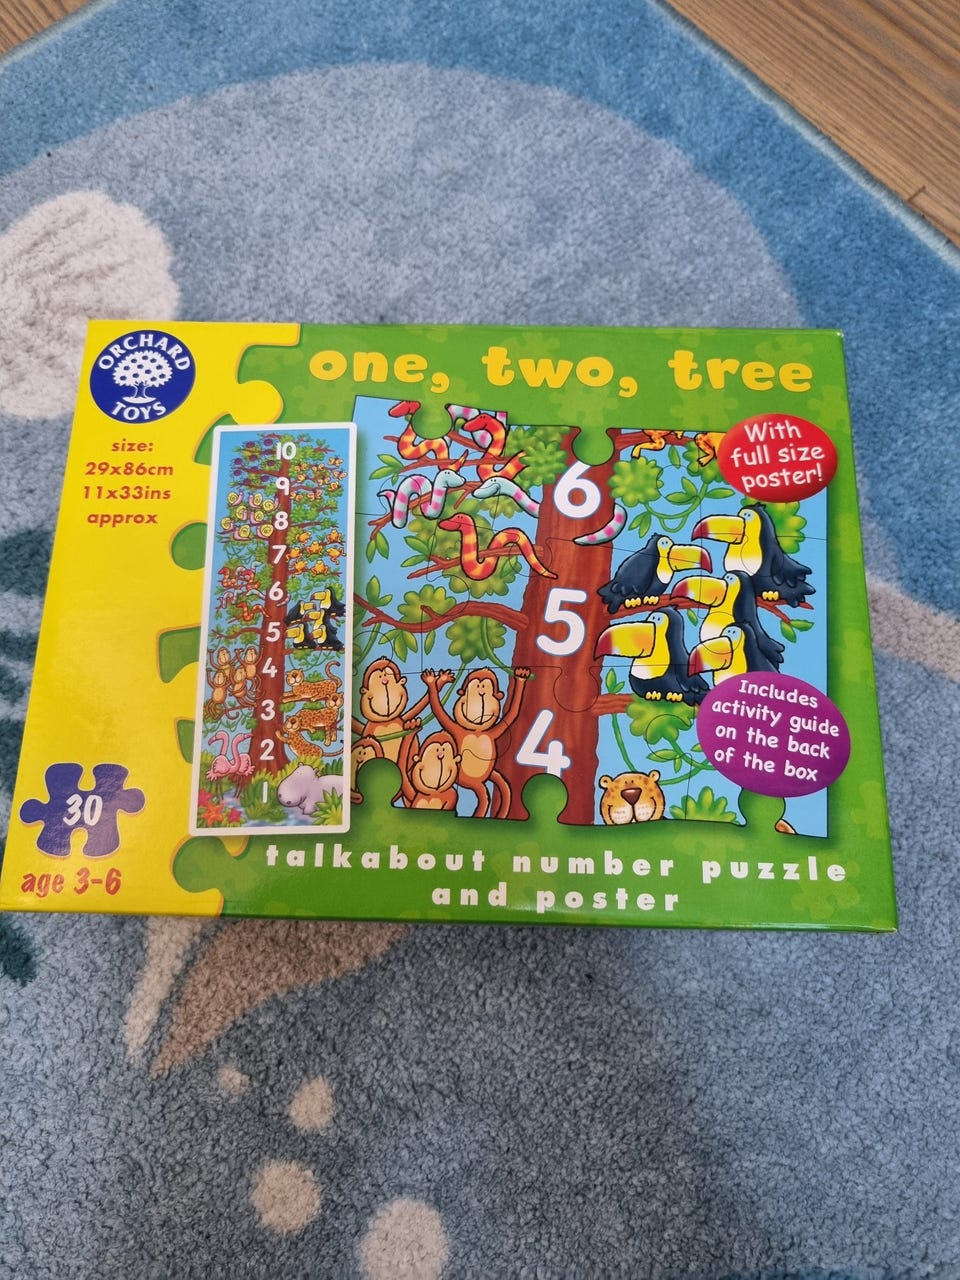 ORCHARD
TOYS
size:
29x86cm
11x33ins
approx
30
age 3-6
one, two, tree
10
9
8
7
6
5
4
3
2
1
6
5
4
With
full size
poster!
Includes
activity guide
on the back
of the box
talkabout number puzzle
and poster